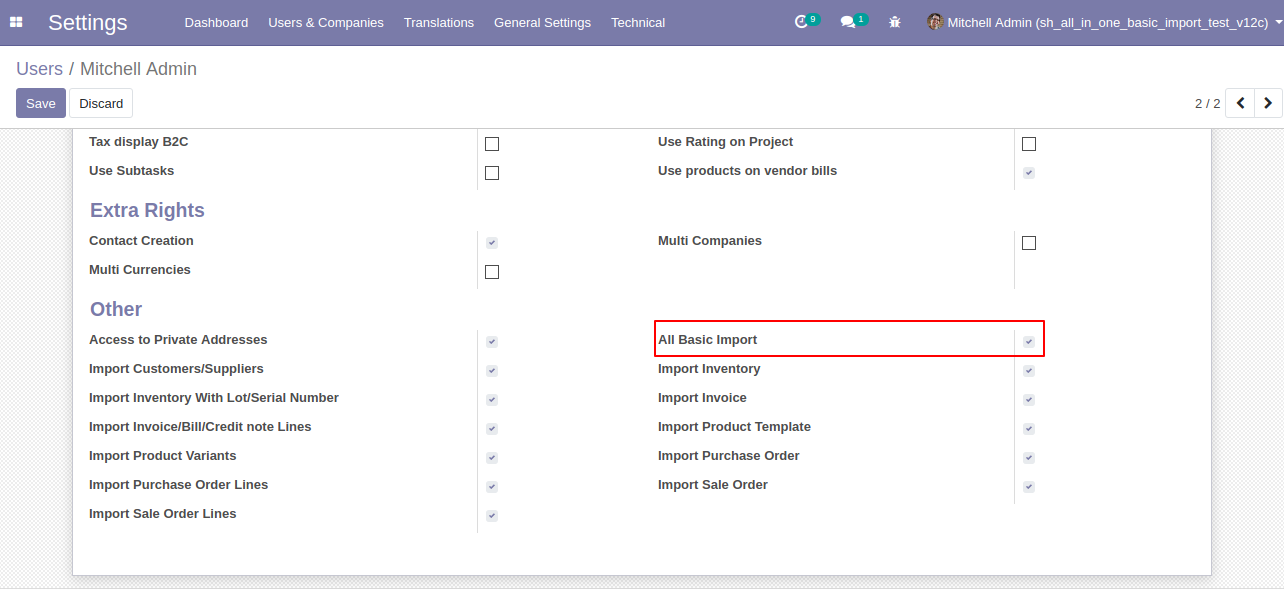 Settings Dashboard Users & Companies Translations General Settings Technical 9 1 Mitchell Admin (sh_all_in_one_basic_import_test_v12c)
Users / Mitchell Admin
Save Discard 2 / 2
Tax display B2C Use Rating on Project
Use Subtasks Use products on vendor bills
Extra Rights
Contact Creation Multi Companies
Multi Currencies
Other
Access to Private Addresses All Basic Import
Import Customers/Suppliers Import Inventory
Import Inventory With Lot/Serial Number Import Invoice
Import Invoice/Bill/Credit note Lines Import Product Template
Import Product Variants Import Purchase Order
Import Purchase Order Lines Import Sale Order
Import Sale Order Lines